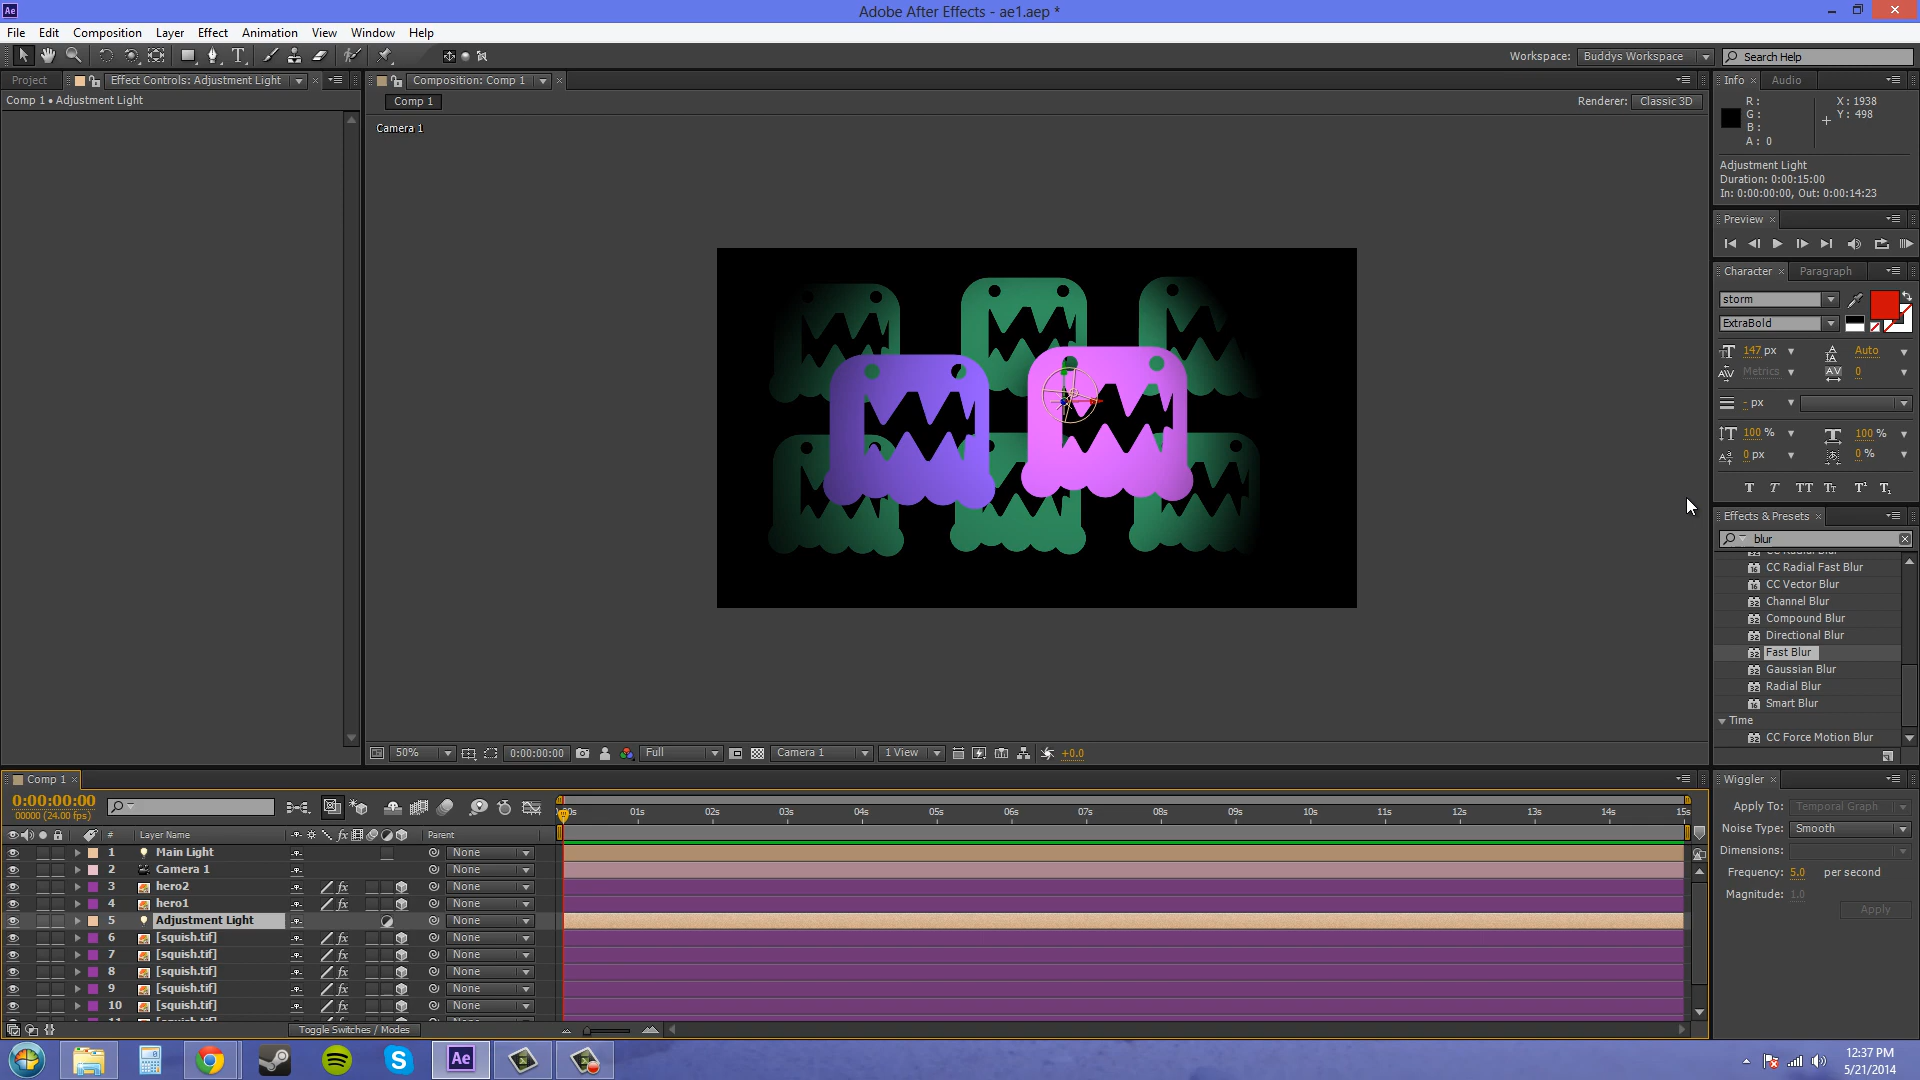 Adobe After Effects - ae1.aep *
File Edit Composition Layer Effect Animation View Window Help
Workspace: Buddys Workspace
Search Help
Project
Effect Controls: Adjustment Light
Comp 1 • Adjustment Light
Composition: Comp 1
Comp 1
Renderer: Classic 3D
Camera 1
Info Audio
R:
G:
B:
A: 0
X: 1938
Y: 498
Adjustment Light
Duration: 0:00:15:00
In: 0:00:00:00, Out: 0:00:14:23
Preview
Character Paragraph
storm
ExtraBold
147 px Auto
Metrics 0
- px
100 % 100 %
0 px 0 %
Effects & Presets
blur
CC Radial Blur
CC Radial Fast Blur
CC Vector Blur
Channel Blur
Compound Blur
Directional Blur
Fast Blur
Gaussian Blur
Radial Blur
Smart Blur
Time
CC Force Motion Blur
50% 0:00:00:00 Full Camera 1 1 View +0.0
Comp 1
0:00:00:00
00000 (24.00 fps)
01s 02s 03s 04s 05s 06s 07s 08s 09s 10s 11s 12s 13s 14s 15s
# Layer Name Parent
1 Main Light None
2 Camera 1 None
3 hero2 None
4 hero1 None
5 Adjustment Light None
6 [squish.tif] None
7 [squish.tif] None
8 [squish.tif] None
9 [squish.tif] None
10 [squish.tif] None
Toggle Switches / Modes
Wiggler
Apply To: Temporal Graph
Noise Type: Smooth
Dimensions:
Frequency: 5.0 per second
Magnitude: 1.0
Apply
12:37 PM
5/21/2014